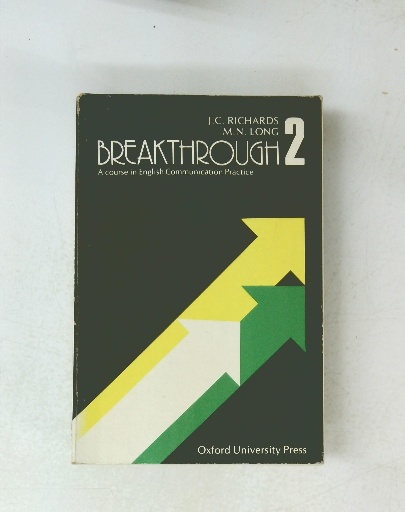 J.C. RICHARDS
M.N. LONG
BREAKTHROUGH 2
A course in English Communication Practice
Oxford University Press